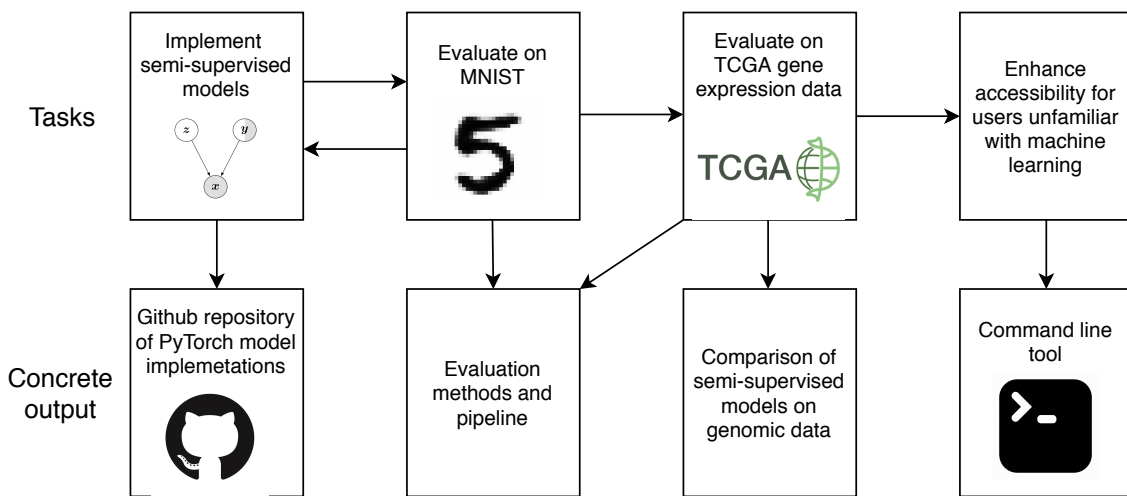 Tasks
Implement
semi-supervised
models
z
y
x
Evaluate on
MNIST
5
Evaluate on
TCGA gene
expression data
TCGA
Enhance
accessibility for
users unfamiliar
with machine
learning
Concrete
output
Github repository
of PyTorch model
implemetations
Evaluation
methods and
pipeline
Comparison of
semi-supervised
models on
genomic data
Command line
tool